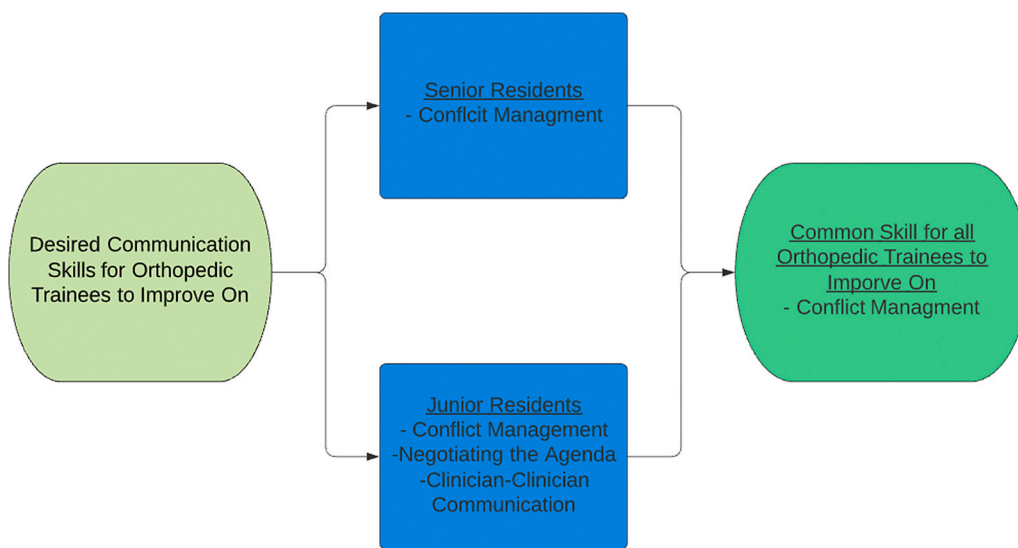 Desired Communication
Skills for Orthopedic
Trainees to Improve On
Senior Residents
- Conflcit Managment
Junior Residents
- Conflict Management
-Negotiating the Agenda
-Clinician-Clinician
Communication
Common Skill for all
Orthopedic Trainees to
Imporve On
- Conflict Managment